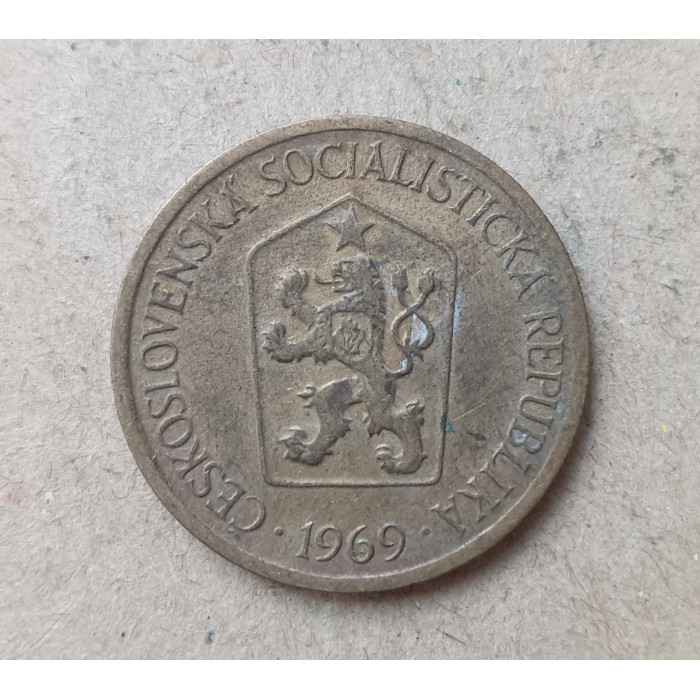 ČESKOSLOVENSKÁ SOCIALISTICKÁ REPUBLIKA
· 1969 ·